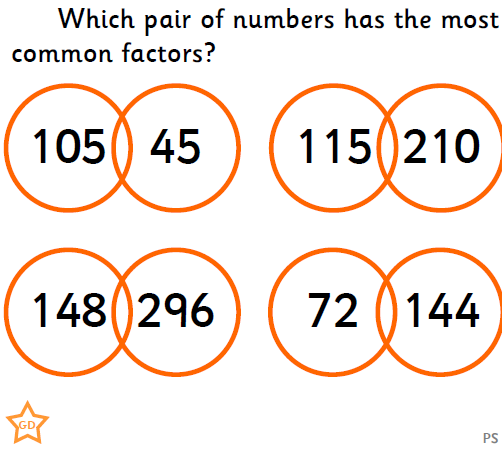 Which pair of numbers has the most
common factors?
105 45 115 210
148 296 72 144
GD
PS